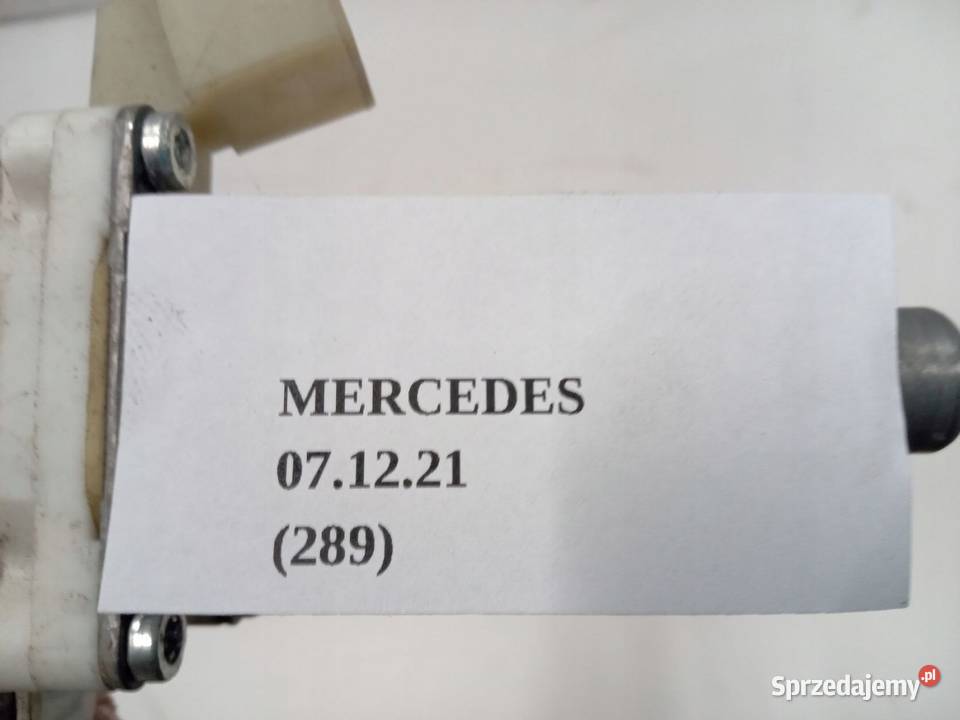 MERCEDES
07.12.21
(289)
Sprzedajemy.pl